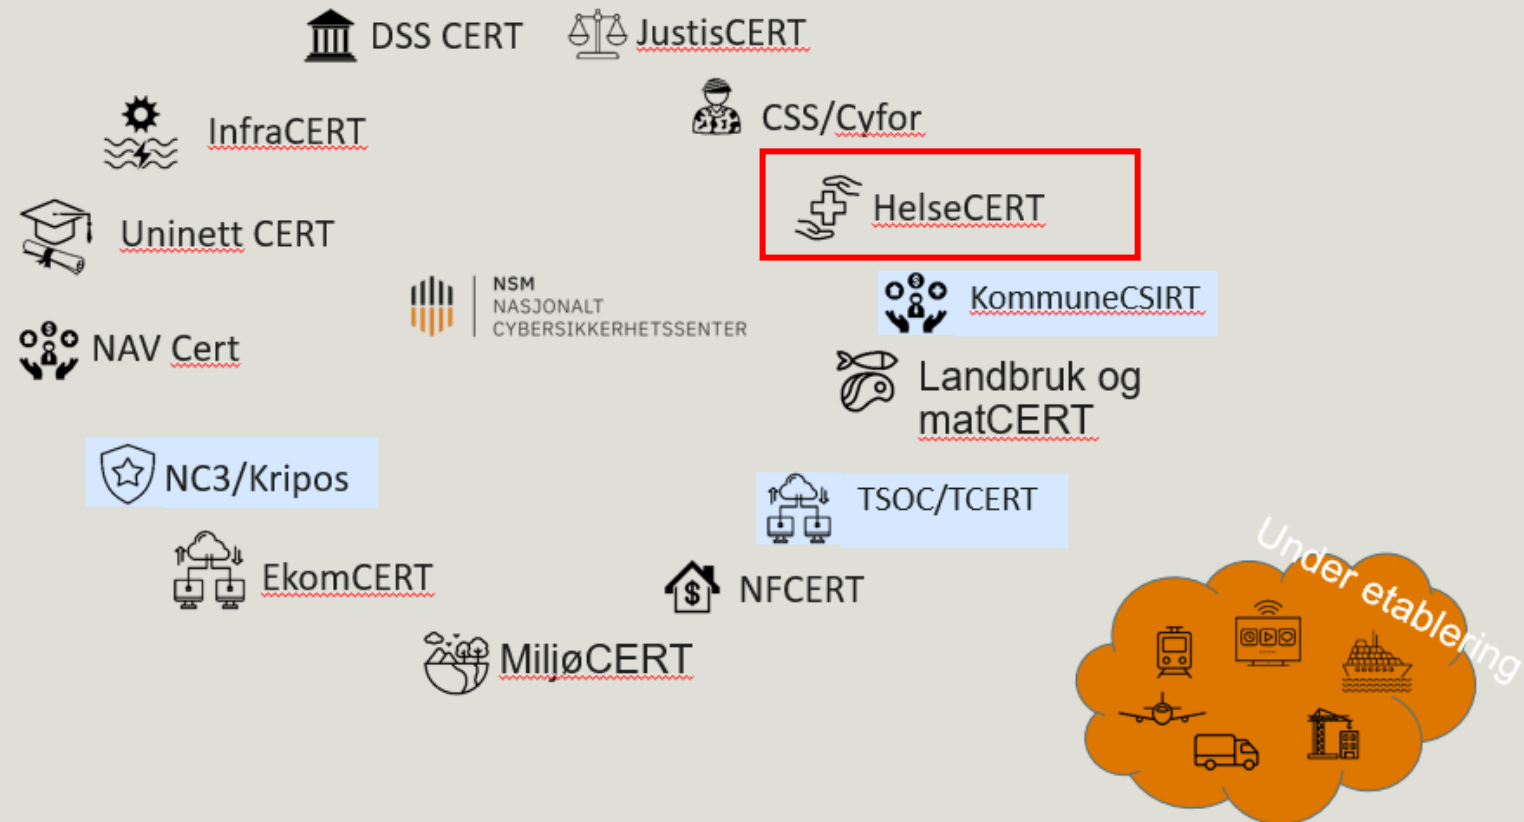 DSS CERT
JustisCERT
CSS/Cyfor
InfraCERT
HelseCERT
Uninett CERT
NSM
NASJONALT
CYBERSIKKERHETSSENTER
KommuneCSIRT
NAV Cert
Landbruk og
matCERT
NC3/Kripos
TSOC/TCERT
EkomCERT
NFCERT
MiljøCERT
Under etablering